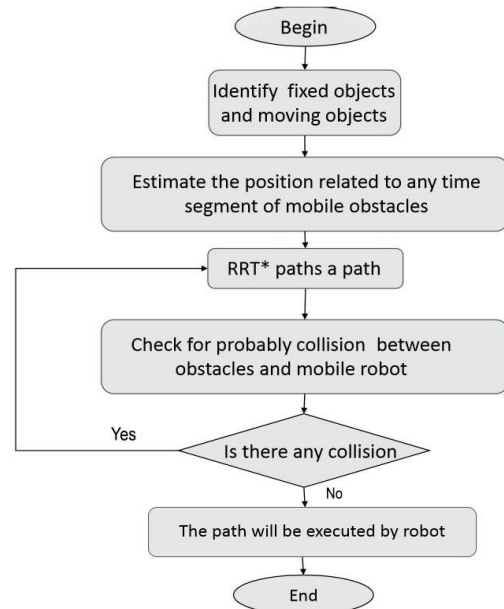 Begin
Identify fixed objects
and moving objects
Estimate the position related to any time
segment of mobile obstacles
RRT* paths a path
Check for probably collision between
obstacles and mobile robot
Is there any collision
Yes
No
The path will be executed by robot
End